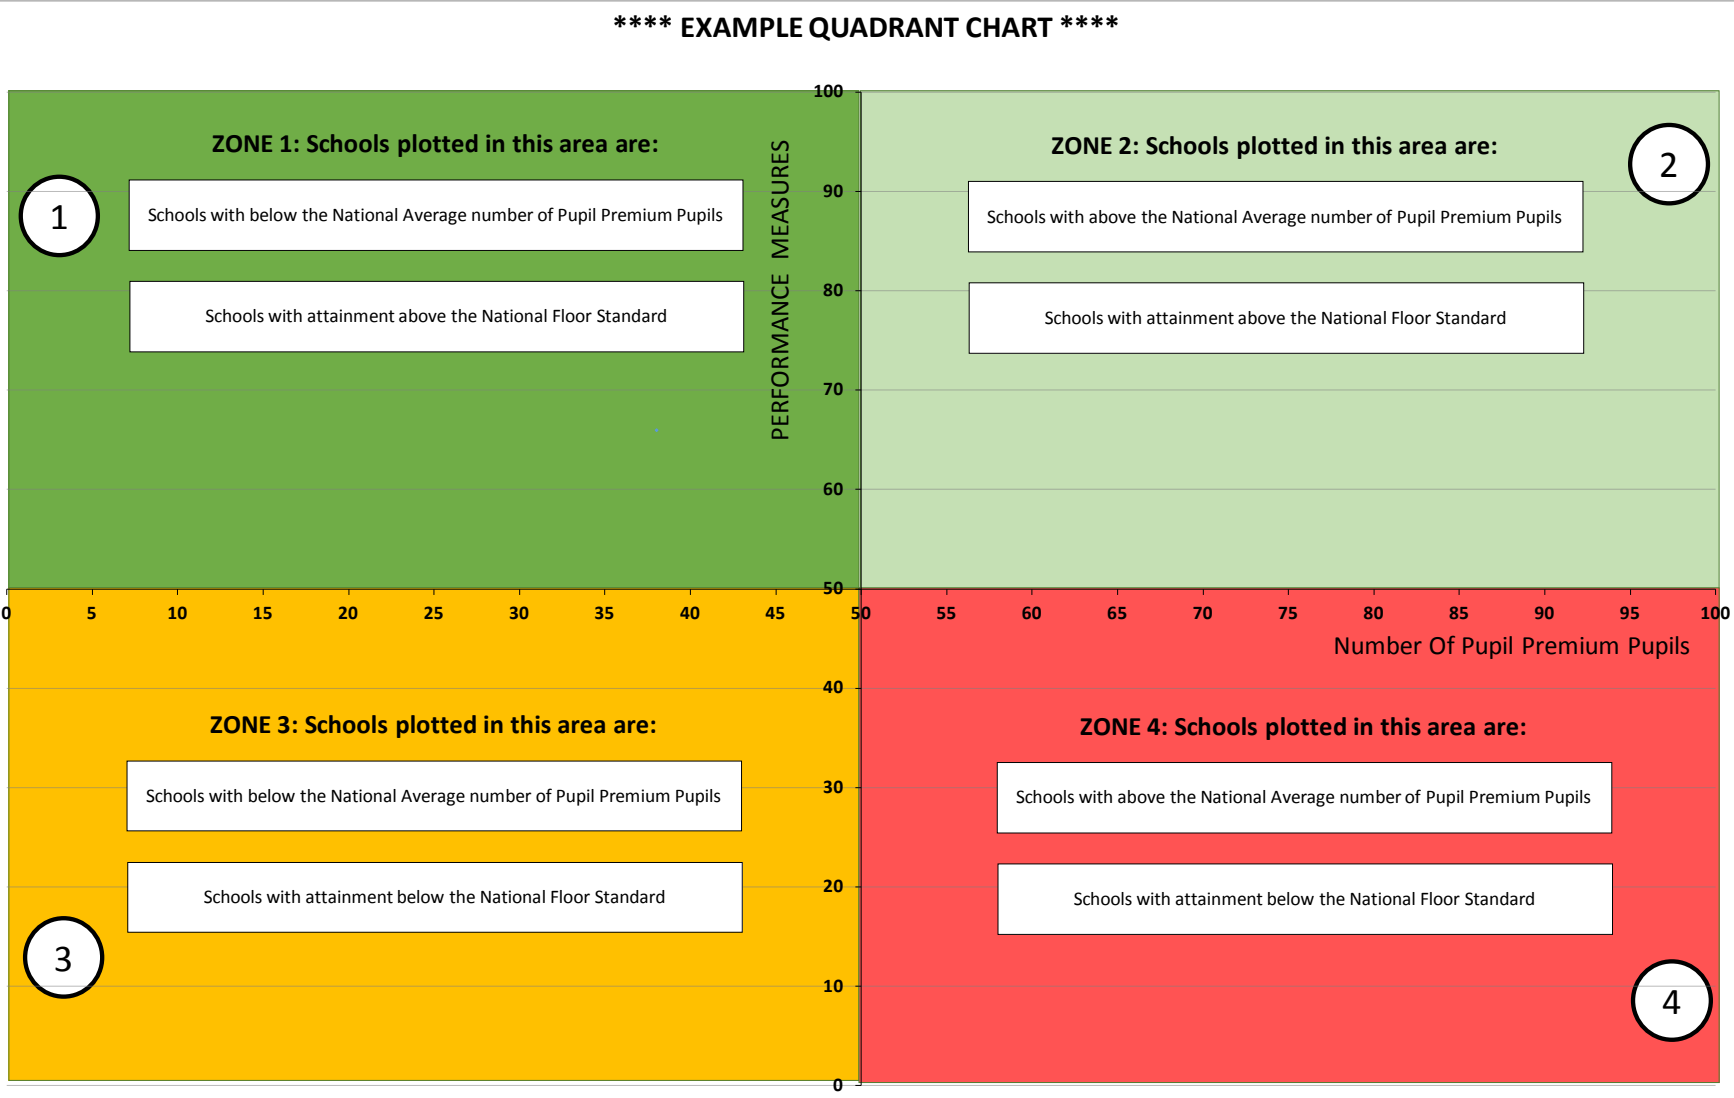 **** EXAMPLE QUADRANT CHART ****
ZONE 1: Schools plotted in this area are:
1
Schools with below the National Average number of Pupil Premium Pupils
Schools with attainment above the National Floor Standard
PERFORMANCE MEASURES
100
90
80
70
60
50
40
30
20
10
0
ZONE 2: Schools plotted in this area are:
2
Schools with above the National Average number of Pupil Premium Pupils
Schools with attainment above the National Floor Standard
0 5 10 15 20 25 30 35 40 45 50 55 60 65 70 75 80 85 90 95 100
Number Of Pupil Premium Pupils
ZONE 3: Schools plotted in this area are:
Schools with below the National Average number of Pupil Premium Pupils
Schools with attainment below the National Floor Standard
3
ZONE 4: Schools plotted in this area are:
Schools with above the National Average number of Pupil Premium Pupils
Schools with attainment below the National Floor Standard
4